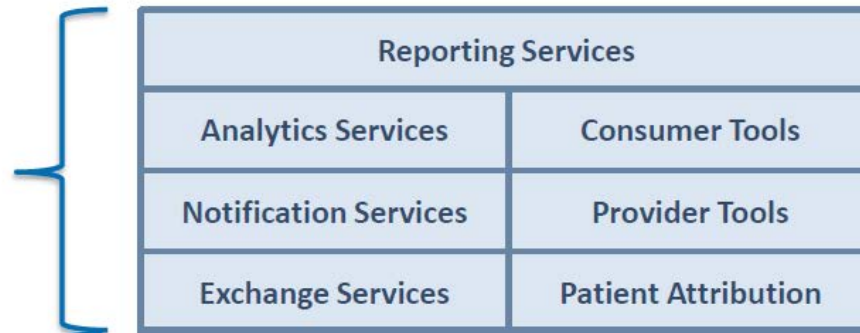 Reporting Services
Analytics Services
Consumer Tools
Notification Services
Provider Tools
Exchange Services
Patient Attribution